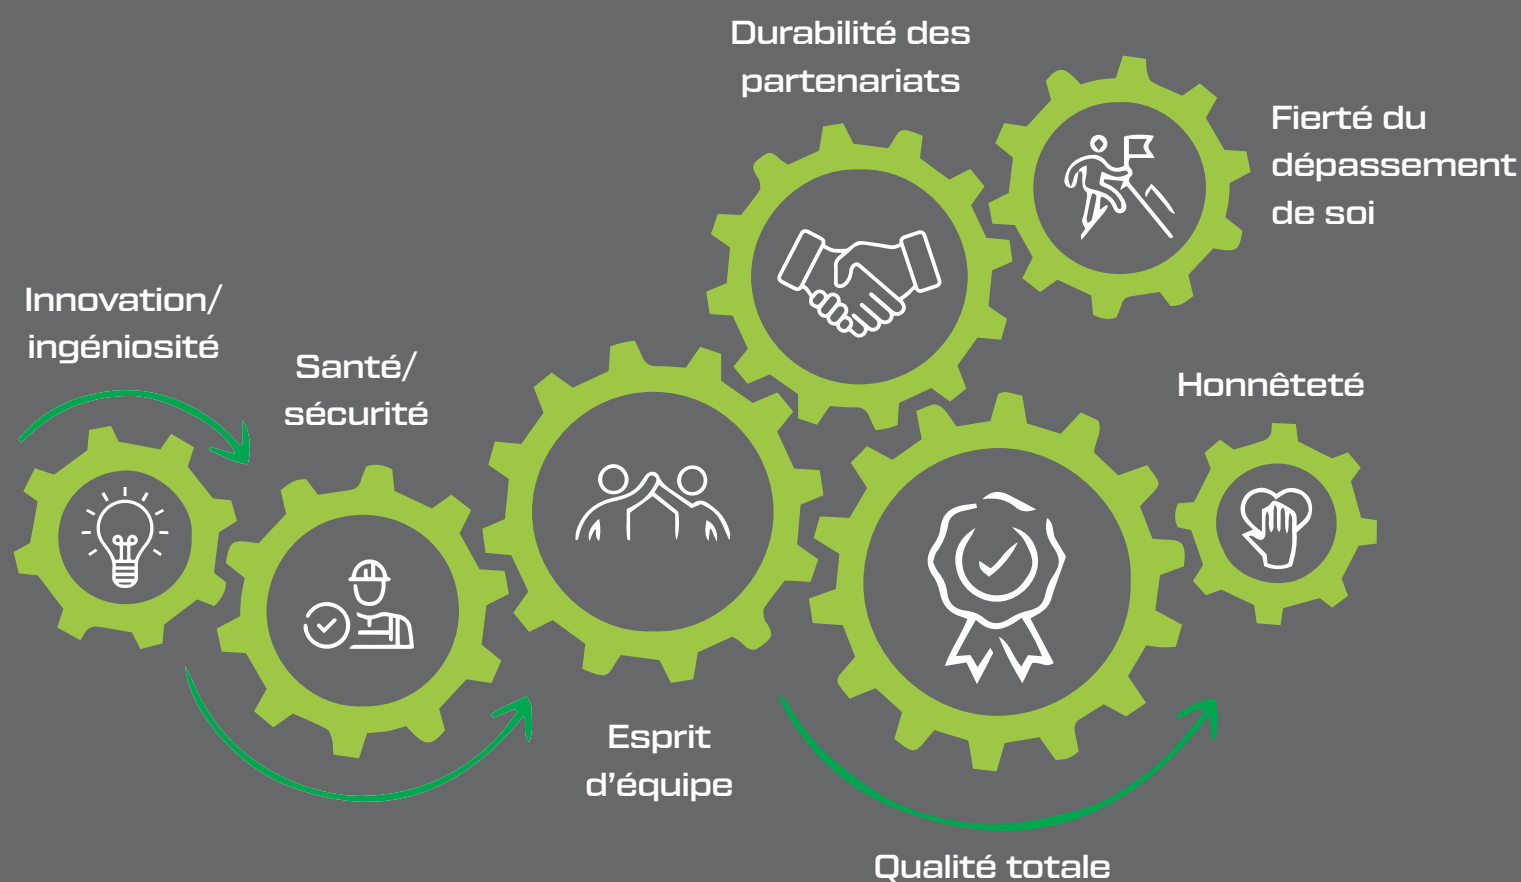 Durabilité des
partenariats
Fierté du
dépassement
de soi
Innovation/
ingéniosité
Santé/
sécurité
Honnêteté
Esprit
d'équipe
Qualité totale